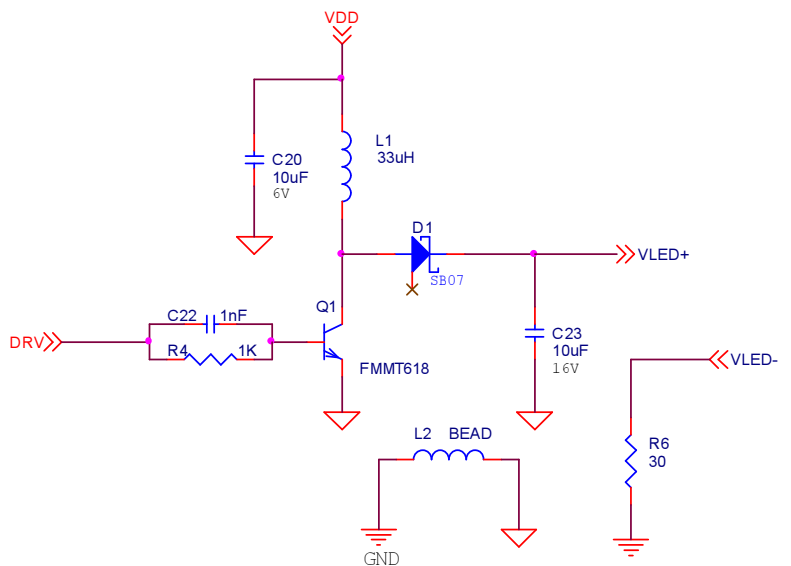 VDD
L1
33uH
C20
10uF
6V
D1
SB07
VLED+
C22 1nF
Q1
DRV
R4 1K
FMMT618
C23
10uF
16V
VLED-
L2 BEAD
R6
30
GND